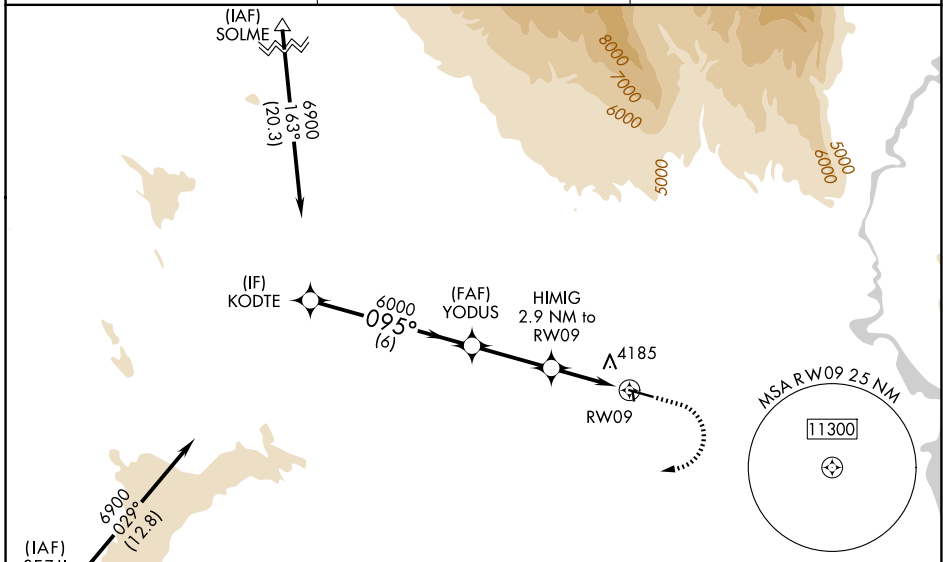 (IAF)
SOLME
6900
163°
(20.3)
8000
7000
6000
5000
5000
6000
(IF)
KODTE
6000
095°
(6)
(FAF)
YODUS
HIMIG
2.9 NM to
RW09
4185
RW09
MSA RW09 25 NM
11300
6900
029°
(12.8)
(IAF)